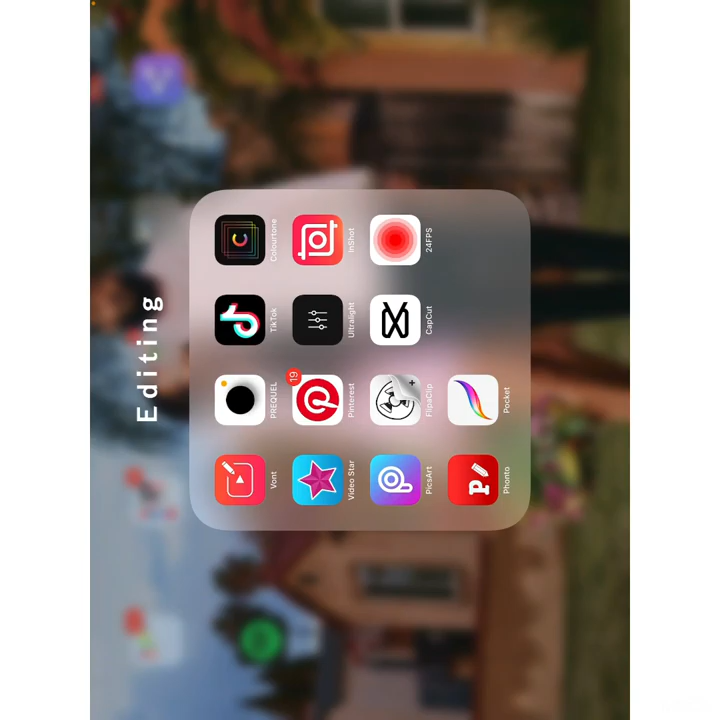 Editing
Vont
PREQUEL
TikTok
Colourtone
Video Star
19
Pinterest
Ultralight
InShot
PicsArt
FlipaClip
CapCut
24FPS
Phonto
Pocket